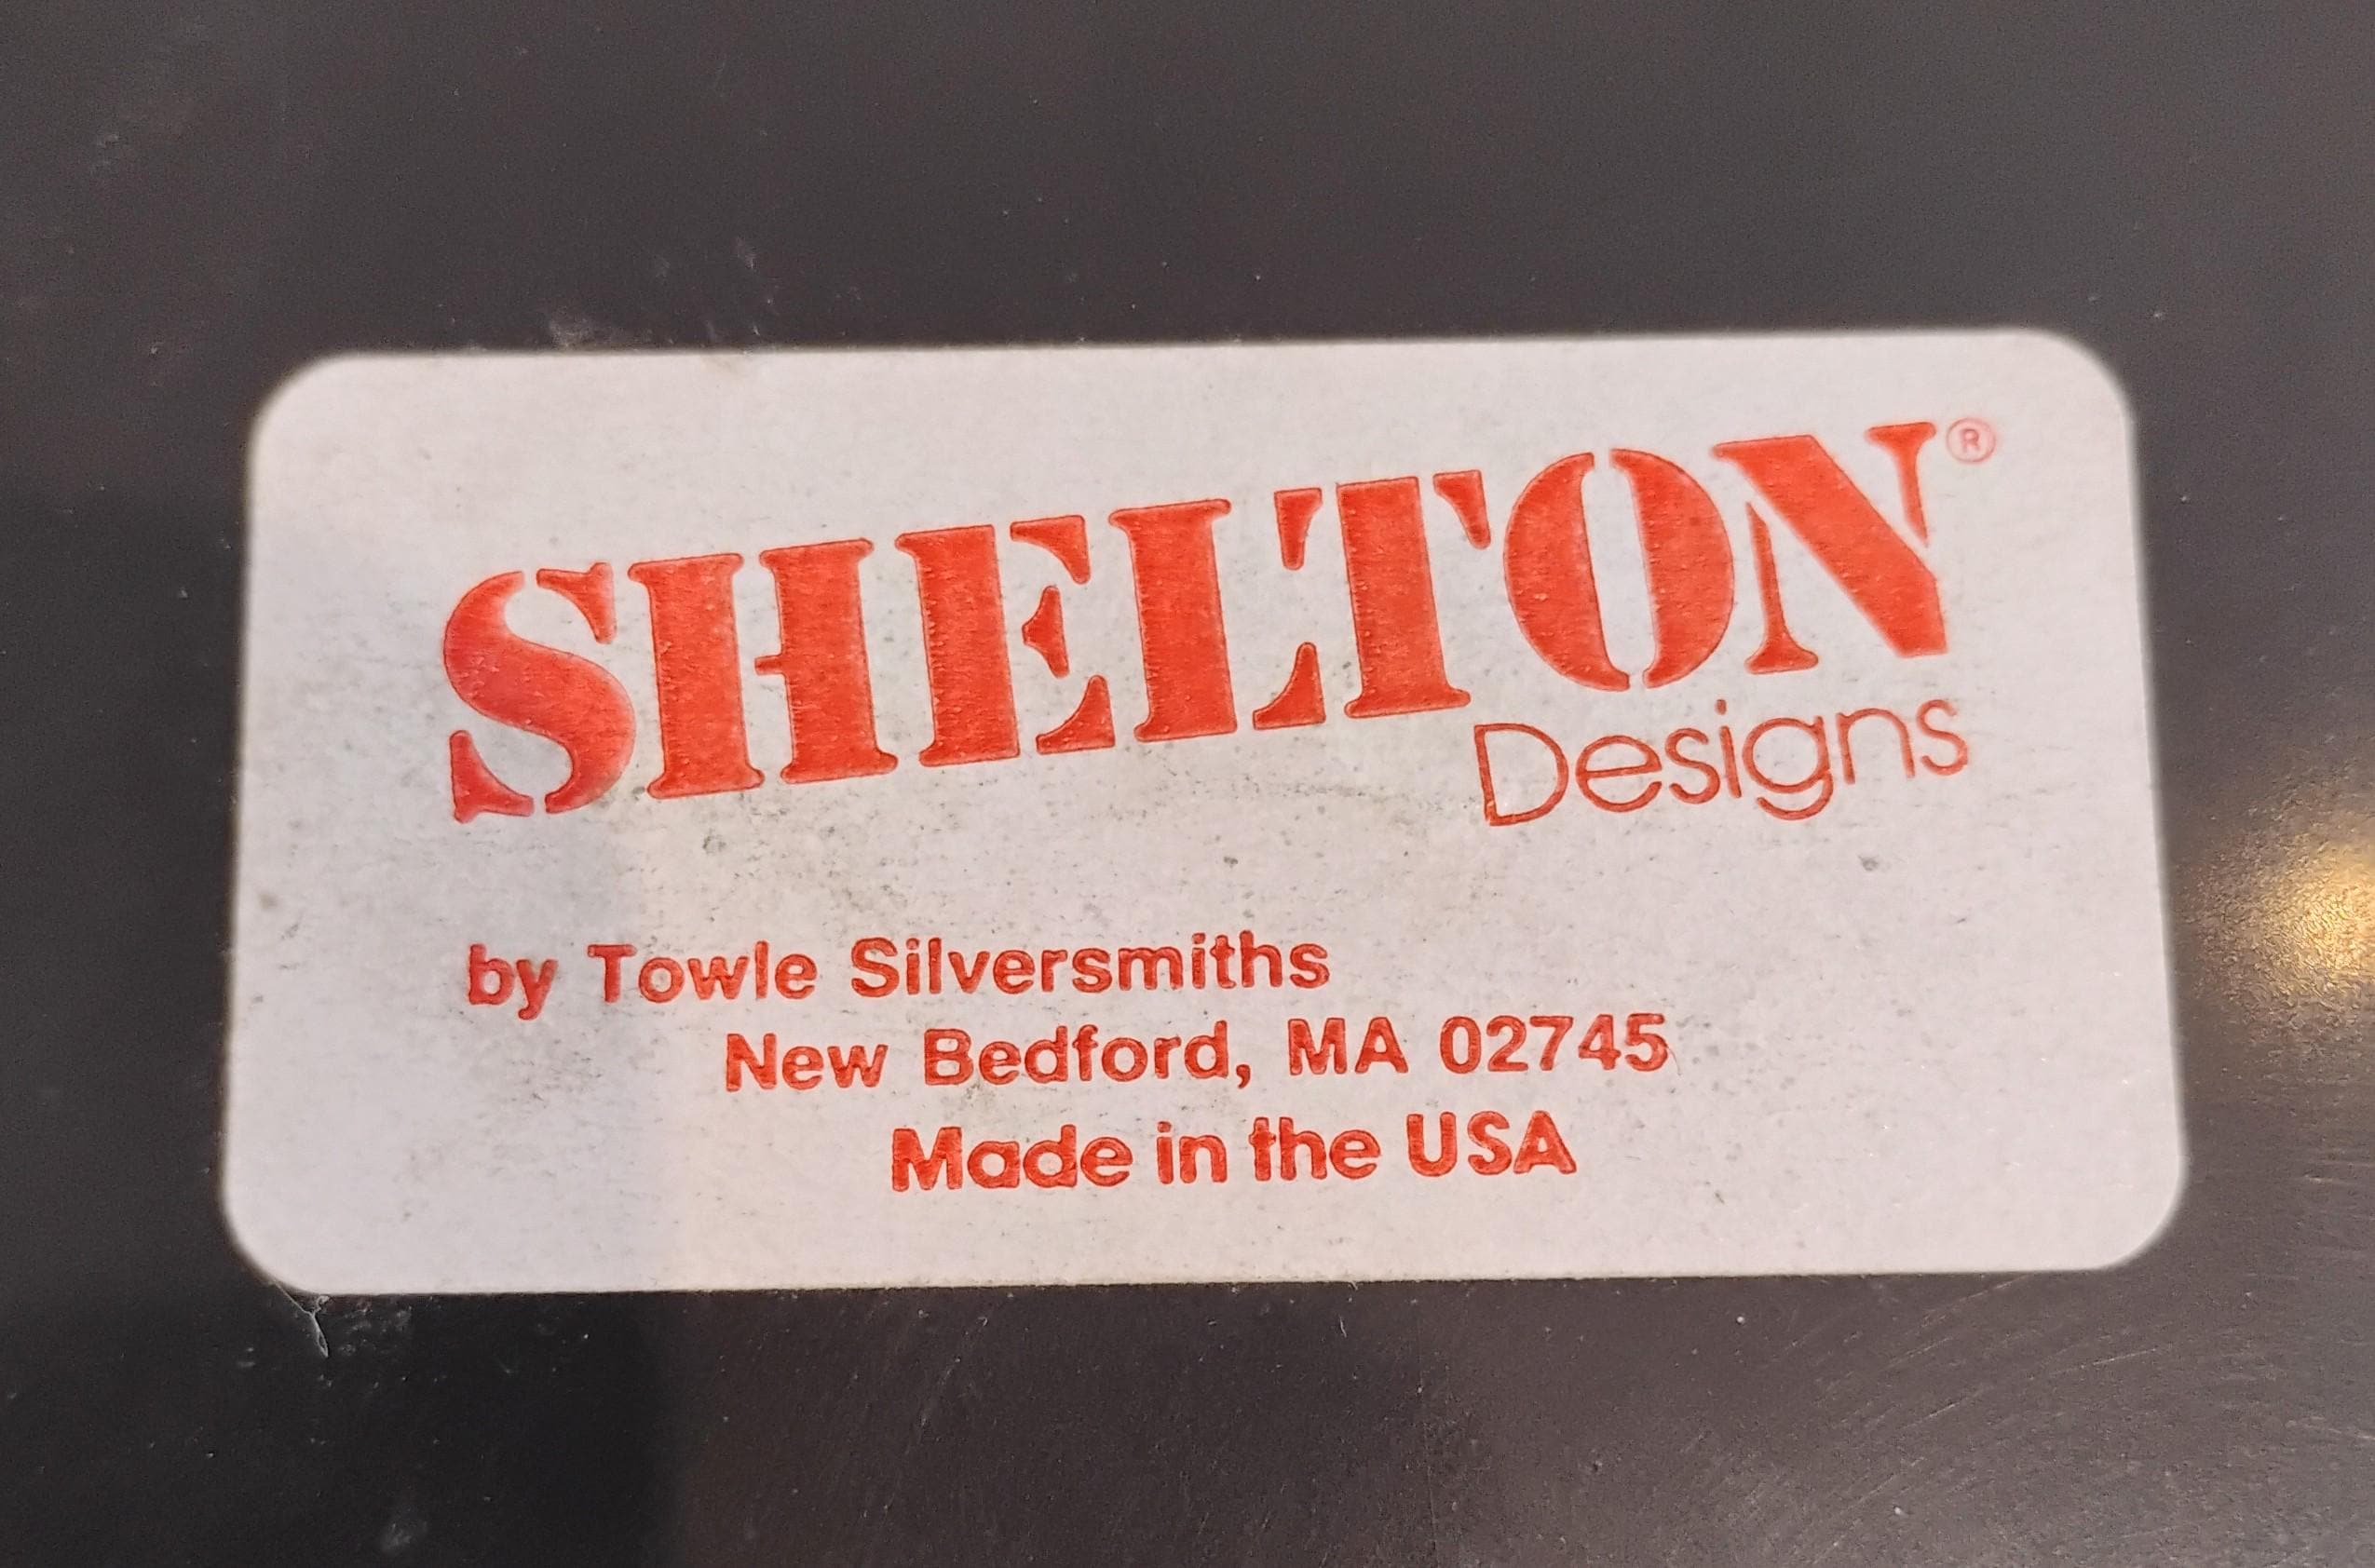 SHELTON®
Designs
by Towle Silversmiths
New Bedford, MA 02745
Made in the USA